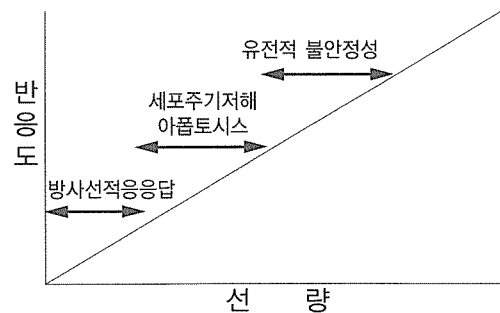 유전적 불안정성
세포주기저해
아폽토시스
방사선적응응답
반응도
선 량